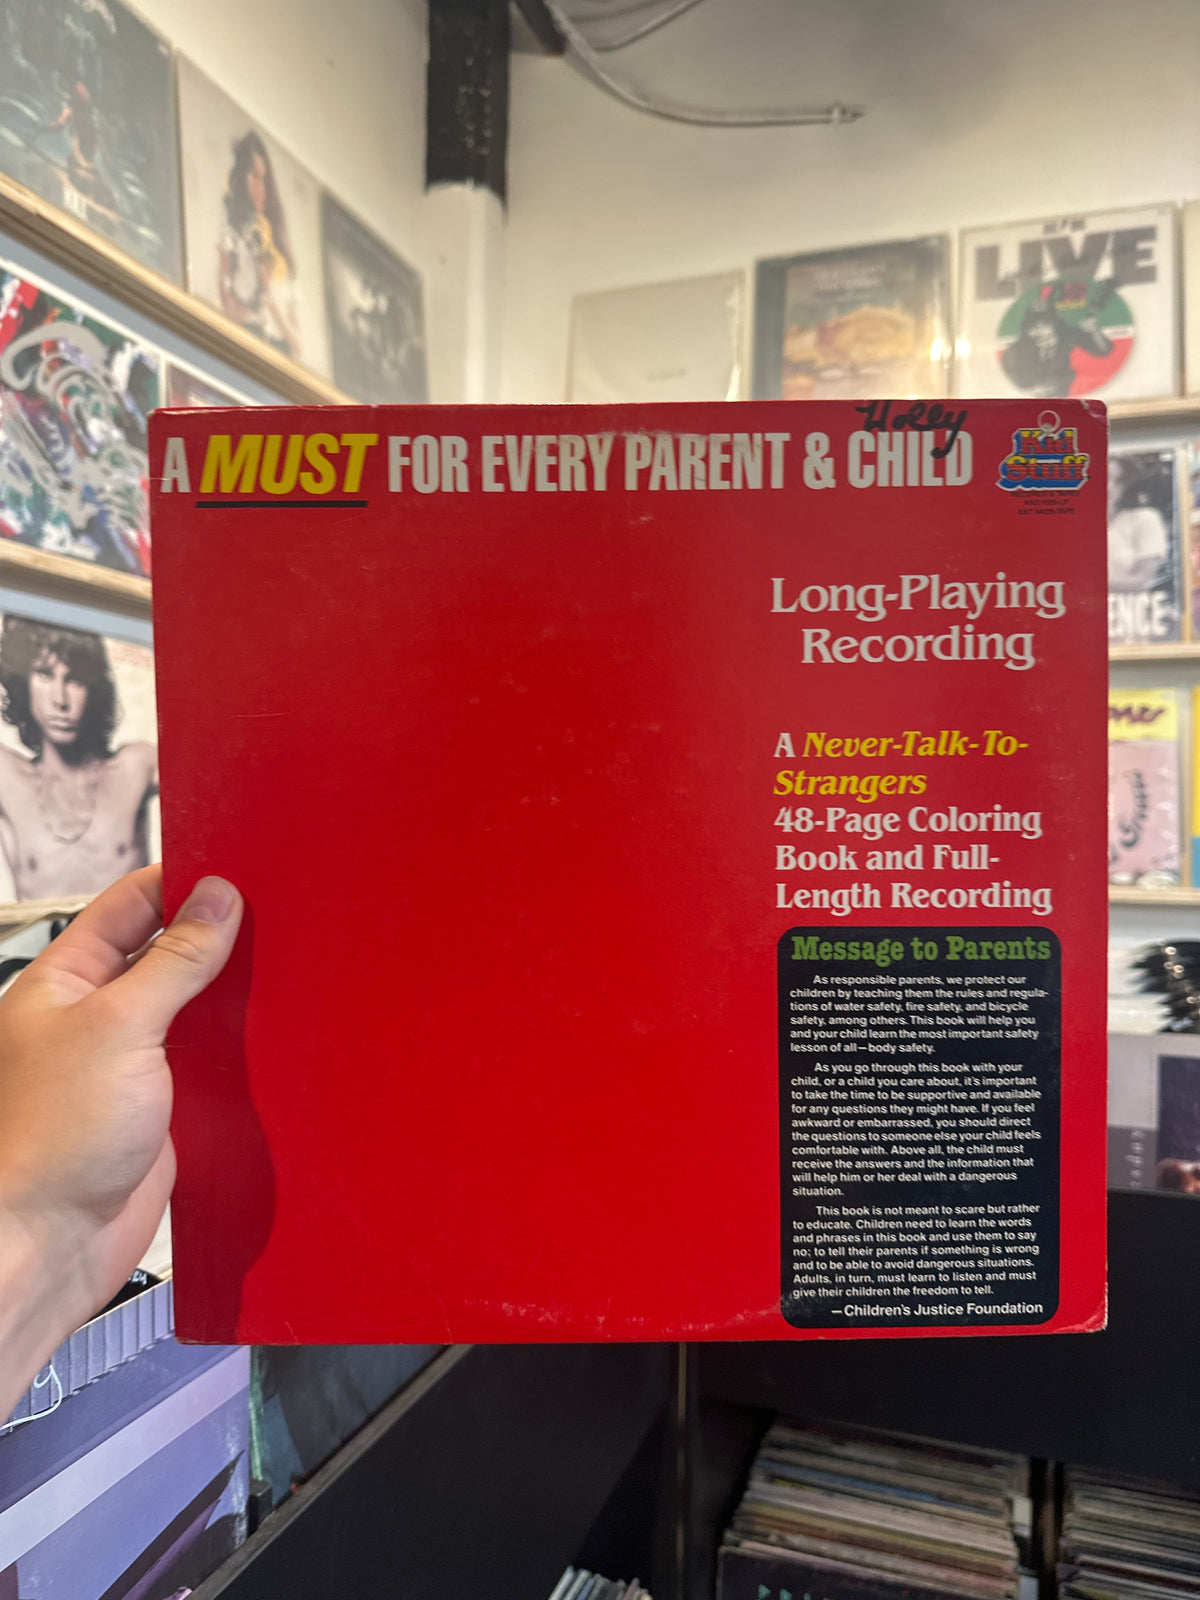 LIVE
Holly
A MUST FOR EVERY PARENT & CHILD
Kid
Stuff
RECORDS & TAPES
Long-Playing
Recording
A Never-Talk-To-
Strangers
48-Page Coloring
Book and Full-
Length Recording
Message to Parents
As responsible parents, we protect our
children by teaching them the rules and regula-
tions of water safety, fire safety, and bicycle
safety, among others. This book will help you
and your child learn the most important safety
lesson of all—body safety.
As you go through this book with your
child, or a child you care about, it's important
to take the time to be supportive and available
for any questions they might have. If you feel
awkward or embarrassed, you should direct
the questions to someone else your child feels
comfortable with. Above all, the child must
receive the answers and the information that
will help him or her deal with a dangerous
situation.
This book is not meant to scare but rather
to educate. Children need to learn the words
and phrases in this book and use them to say
no; to tell their parents if something is wrong
and to be able to avoid dangerous situations.
Adults, in turn, must learn to listen and must
give their children the freedom to tell.
—Children's Justice Foundation